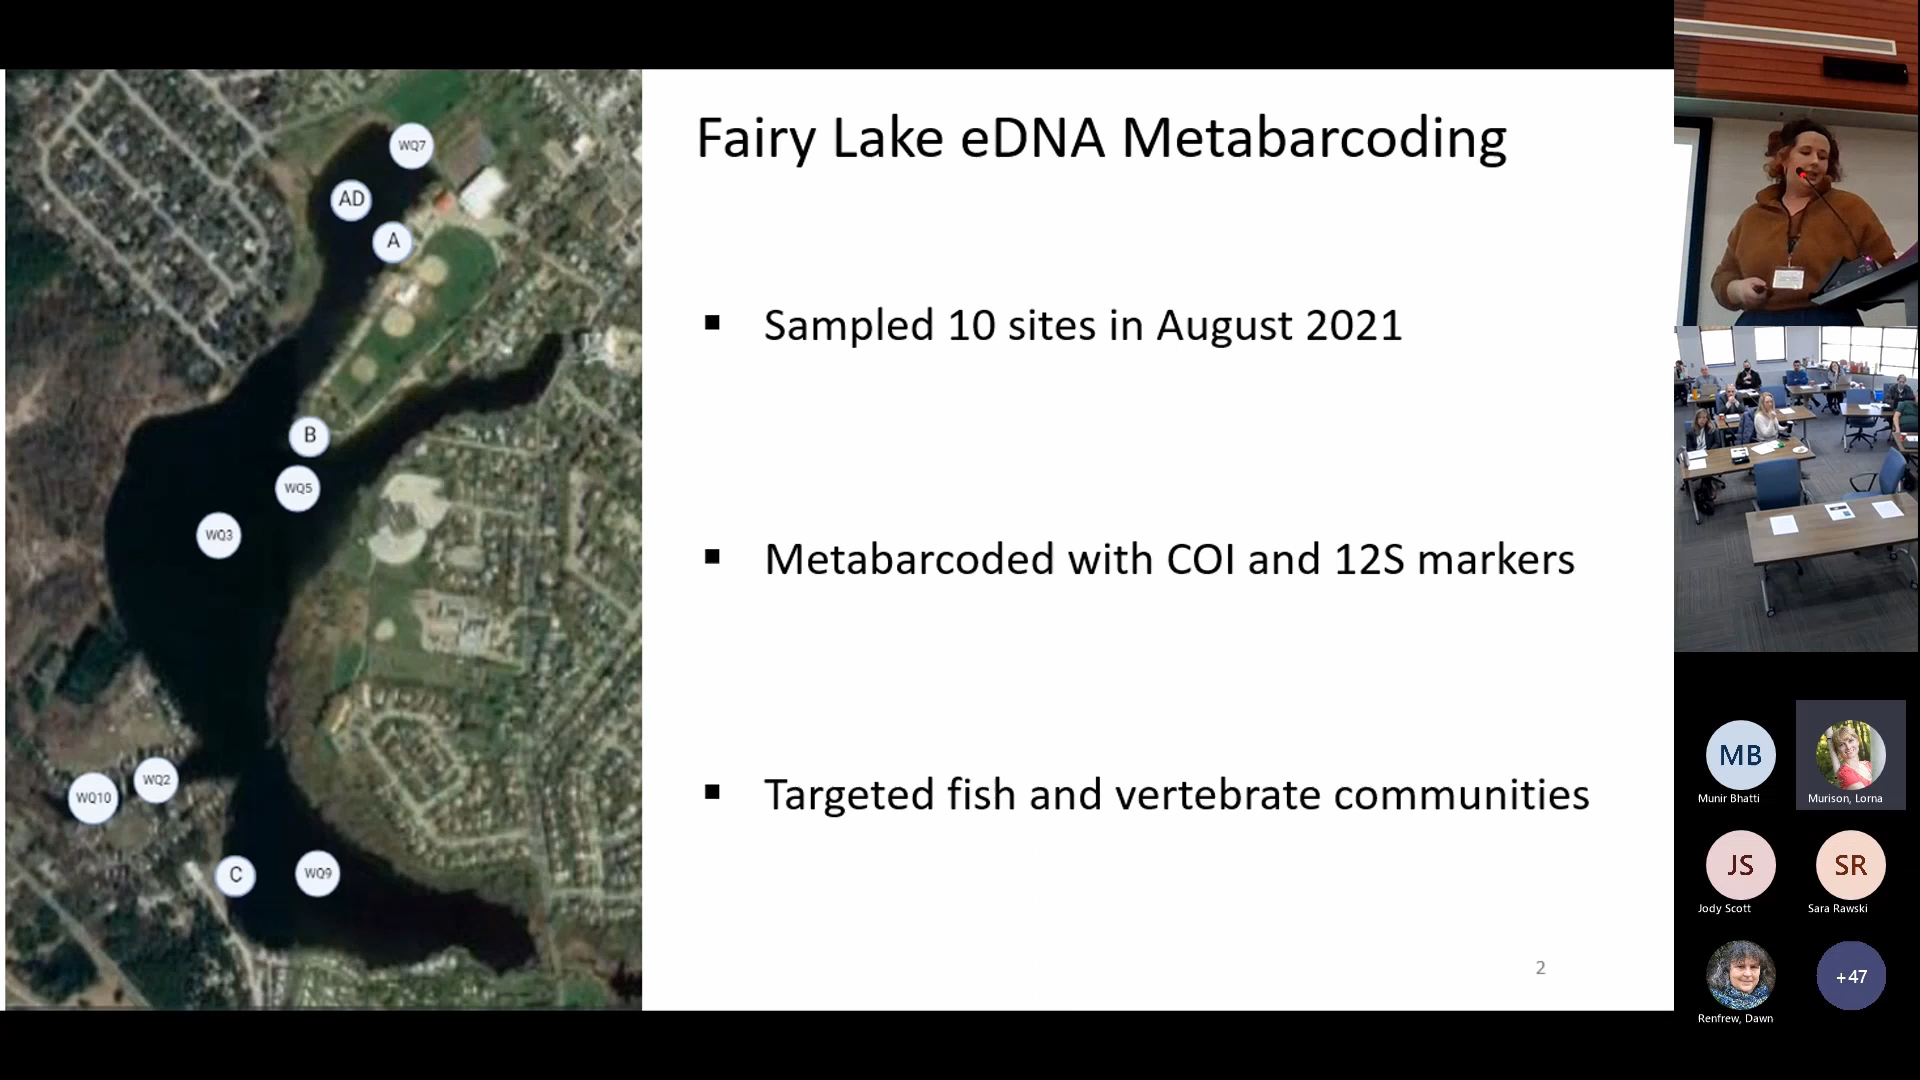 Fairy Lake eDNA Metabarcoding
WQ7
AD
A
Sampled 10 sites in August 2021
B
WQ5
WQ3
Metabarcoded with COI and 12S markers
WQ2
WQ10
Targeted fish and vertebrate communities
C
WQ9
2
MB
Munir Bhatti
Murison, Lorna
JS
Jody Scott
SR
Sara Rawski
Renfrew, Dawn
+47